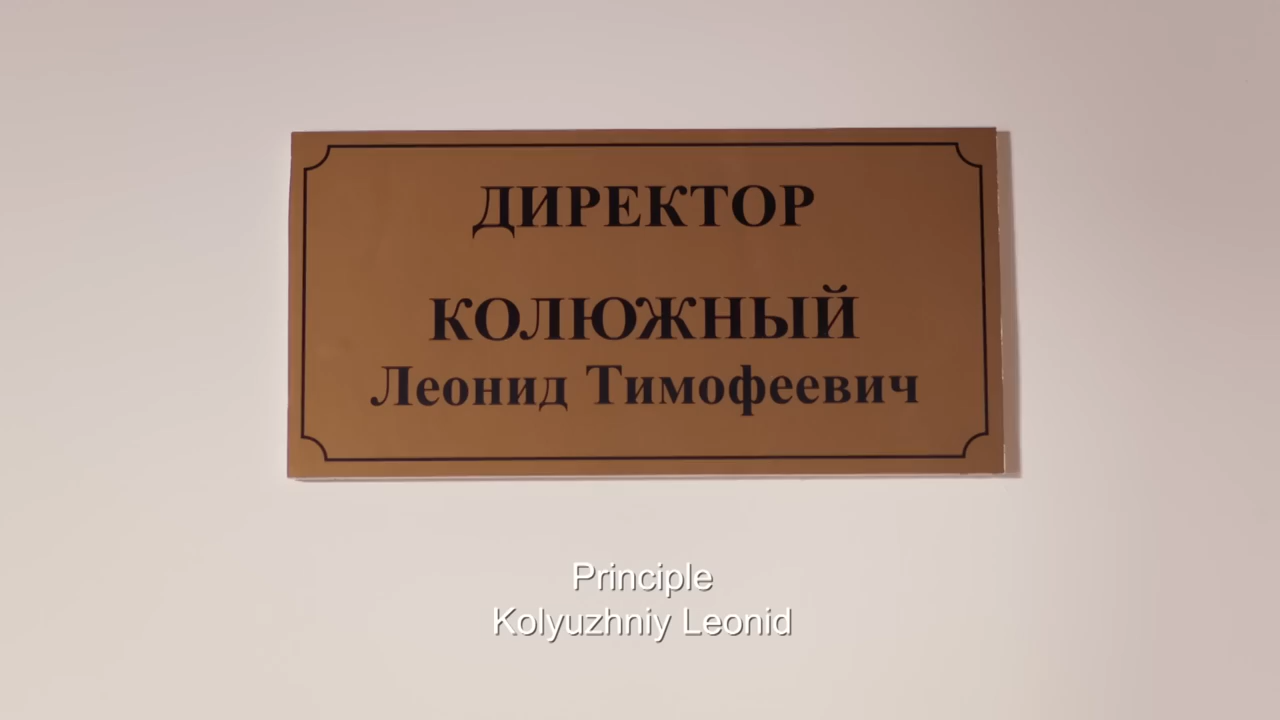 ДИРЕКТОР
КОЛЮЖНЫЙ
Леонид Тимофеевич
Principle
Kolyuzhniy Leonid